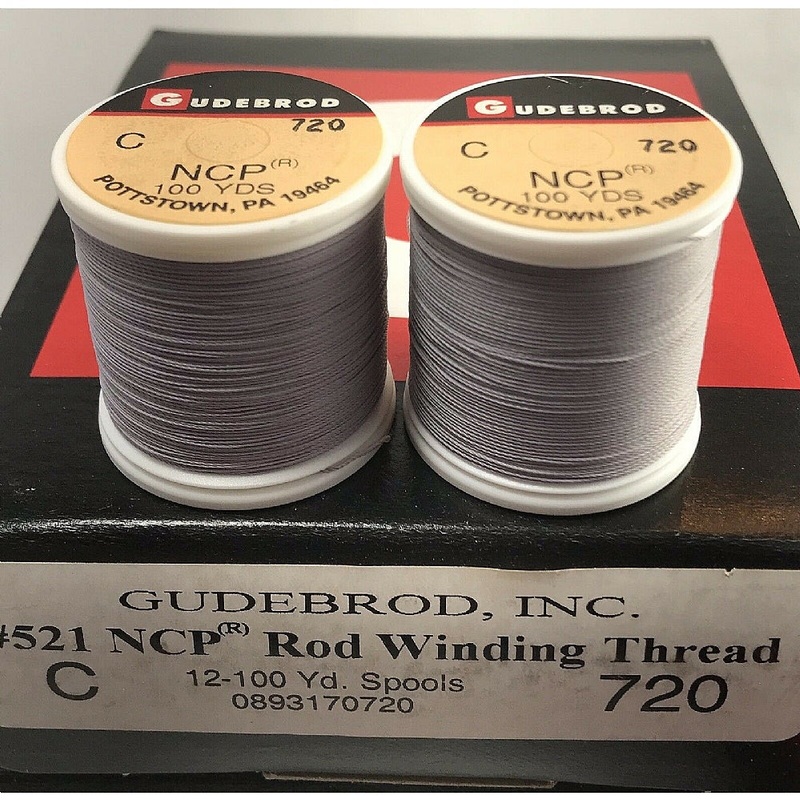 GUDEBROD
C 720
NCP(R)
100 YDS
POTTSTOWN, PA 19464
GUDEBROD
C 720
NCP(R)
100 YDS
POTTSTOWN, PA 19464
GUDEBROD, INC.
#521 NCP(R) Rod Winding Thread
C 12-100 Yd. Spools 720
0893170720